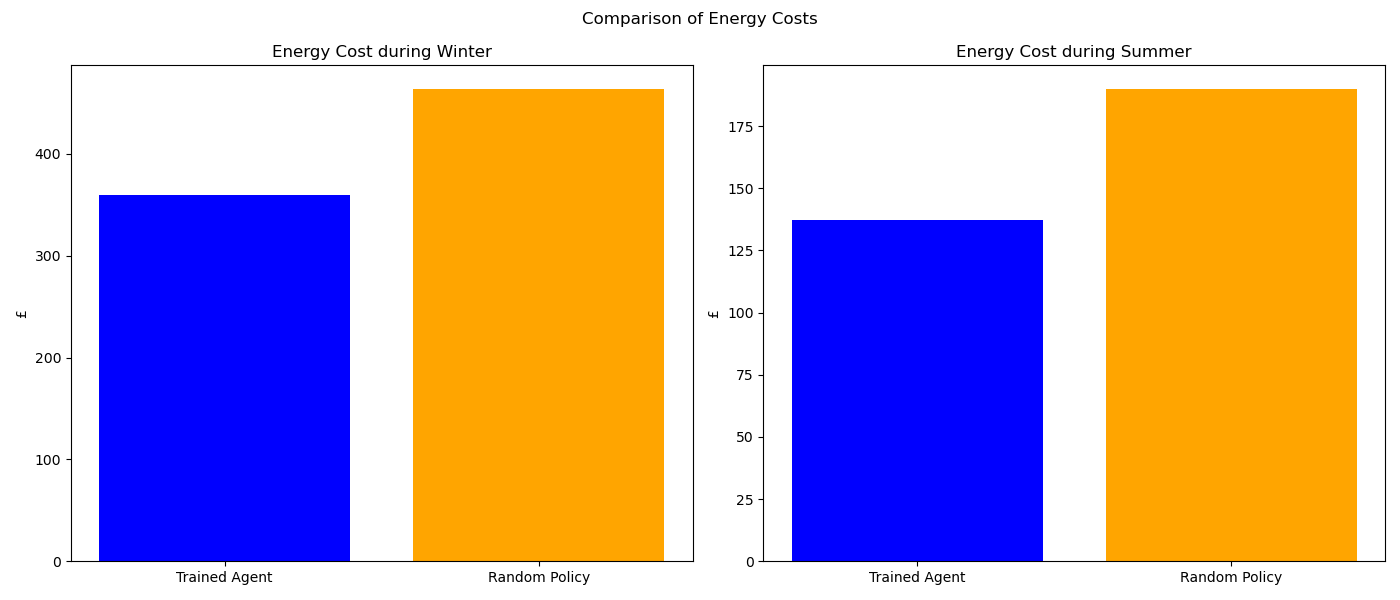 Comparison of Energy Costs
Energy Cost during Winter
£
400
300
200
100
0
Trained Agent
Random Policy
Energy Cost during Summer
£
175
150
125
100
75
50
25
0
Trained Agent
Random Policy